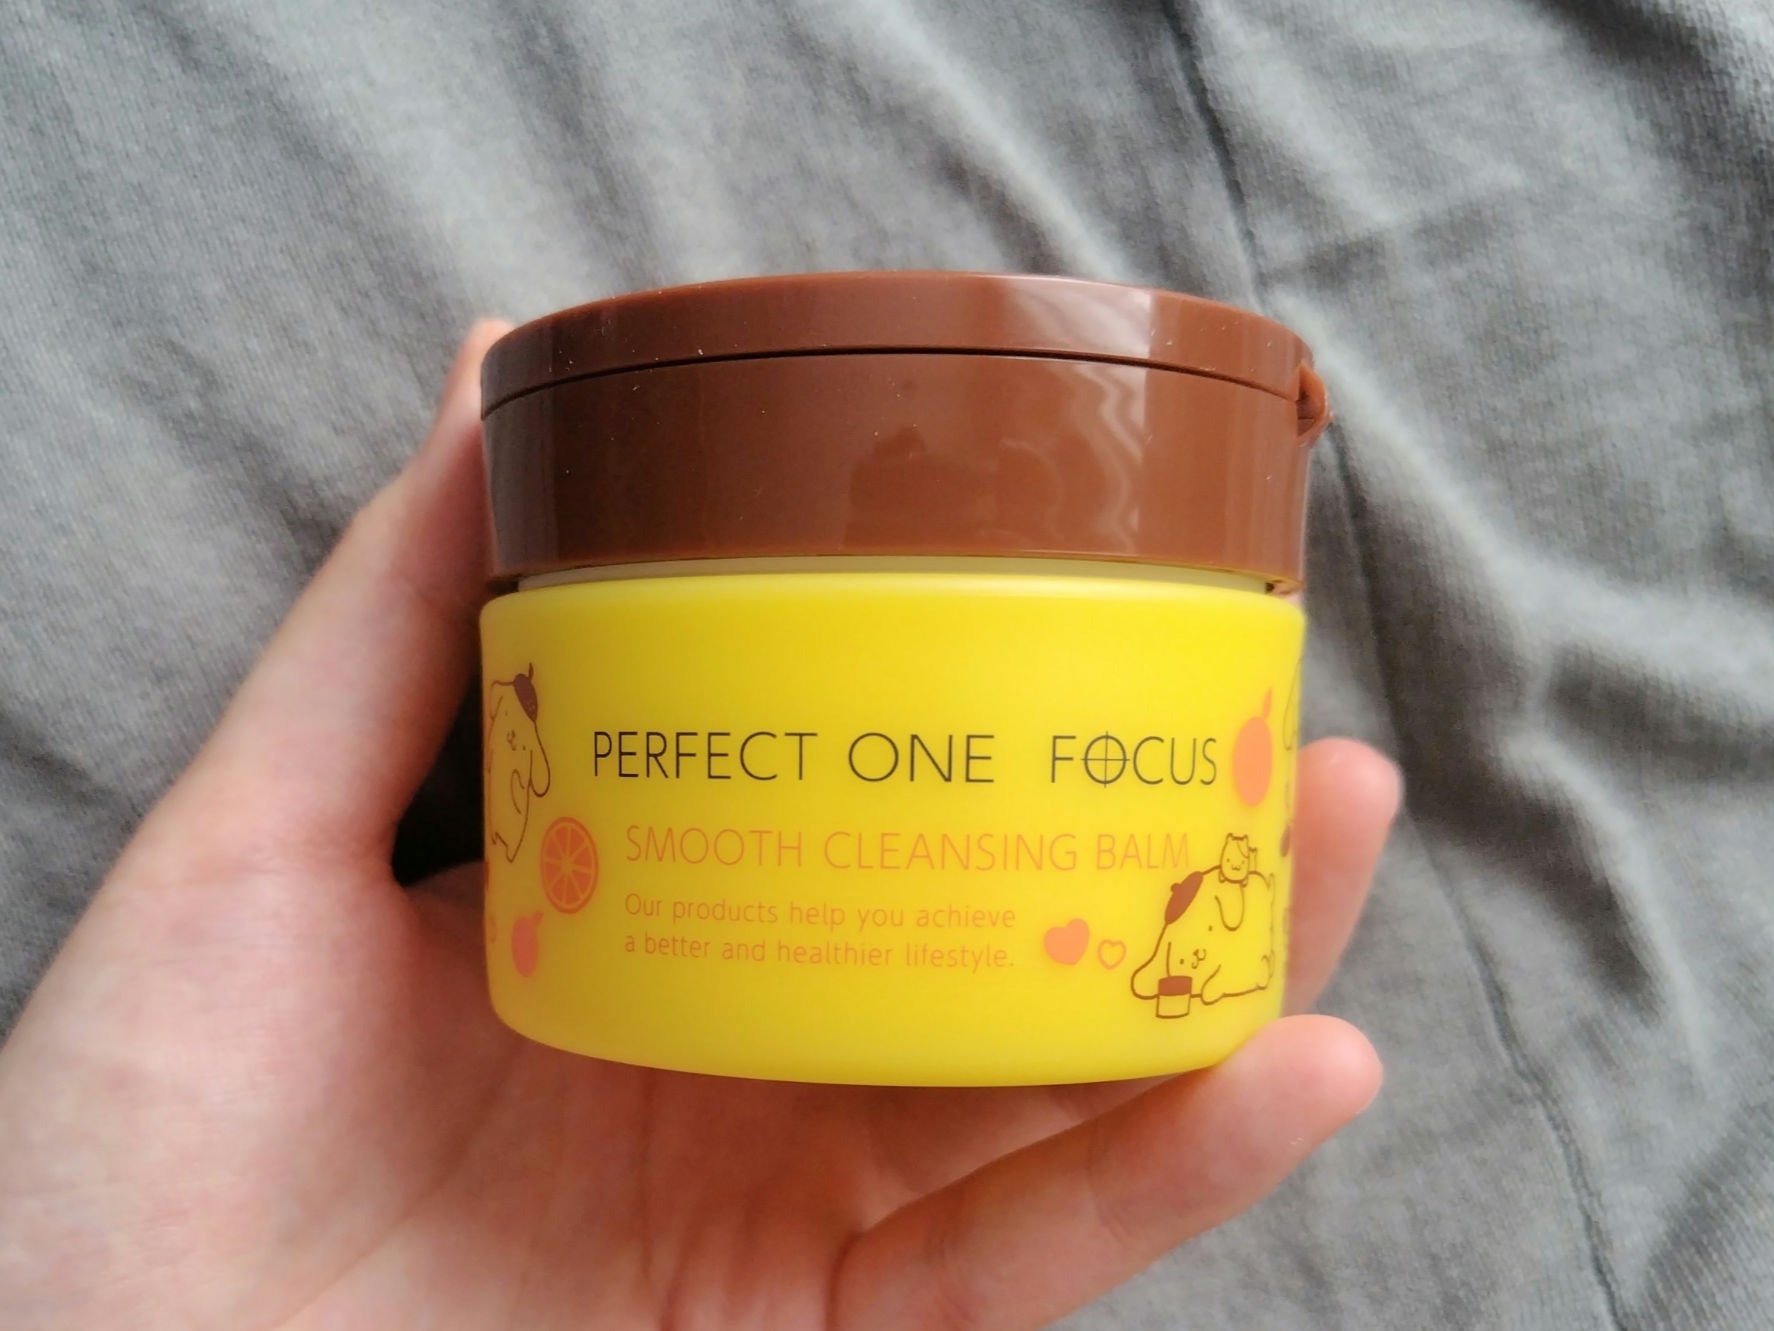 PERFECT ONE FOCUS
SMOOTH CLEANSING BALM
Our products help you achieve
a better and healthier lifestyle.